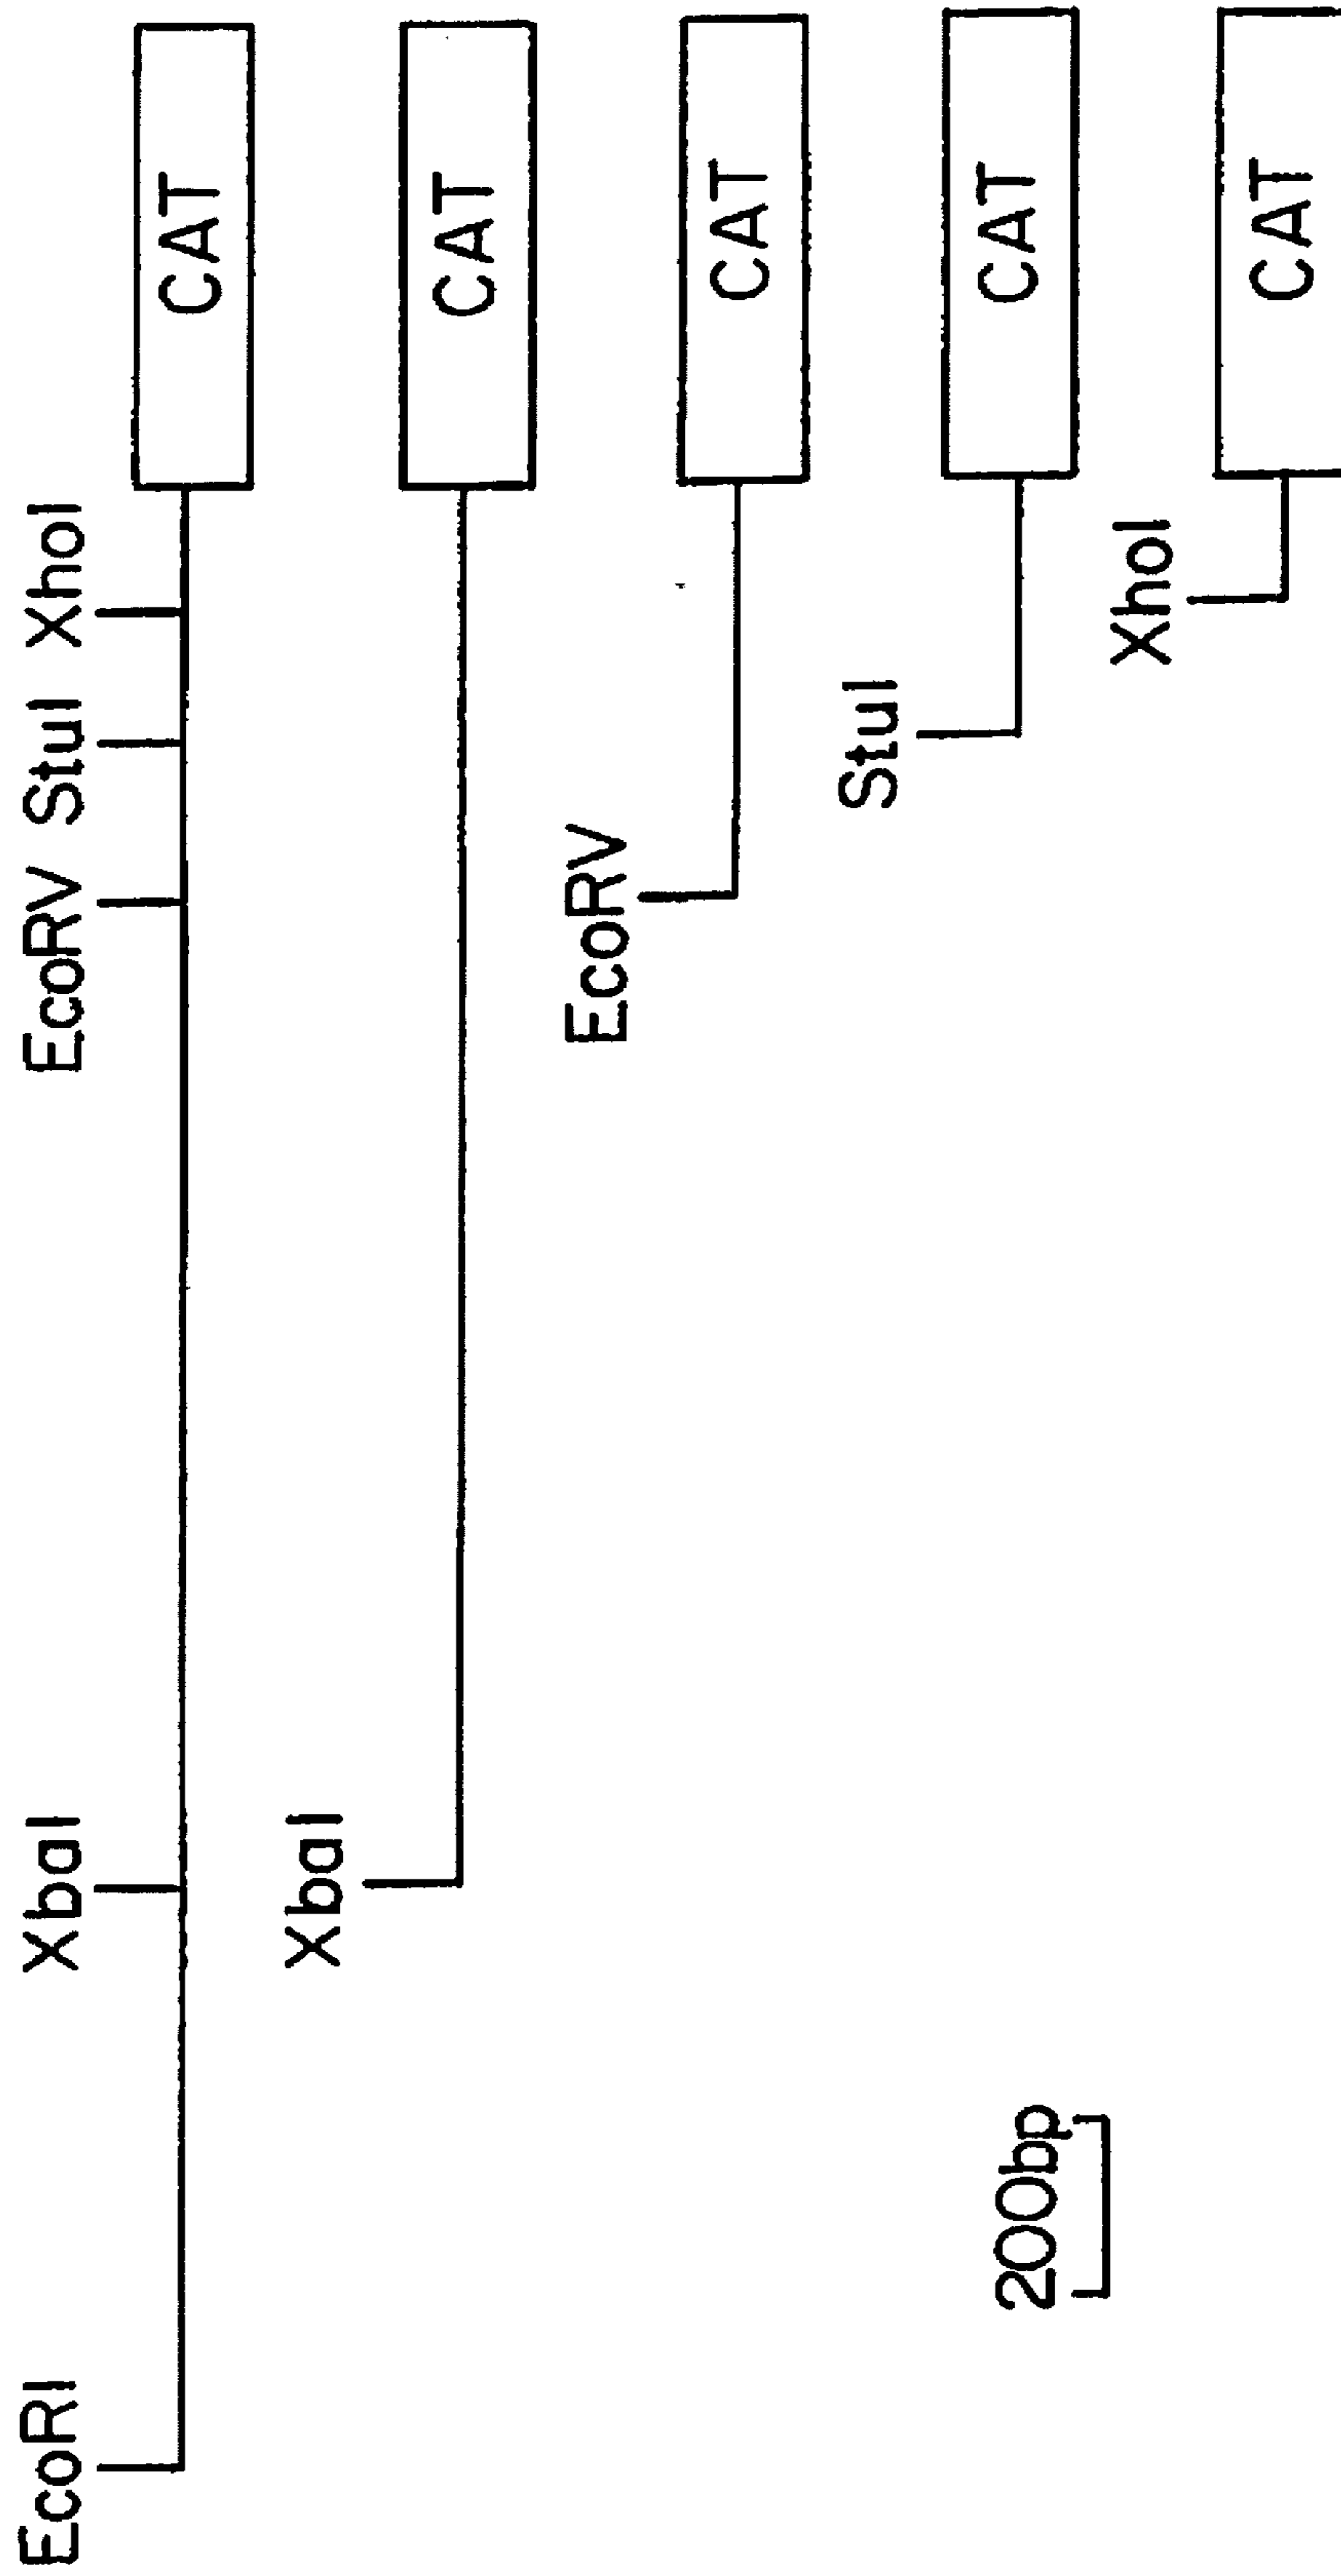 EcoRI XbaI EcoRV StuI XhoI
CAT
XbaI
CAT
EcoRV
CAT
StuI
CAT
XhoI
CAT
200bp